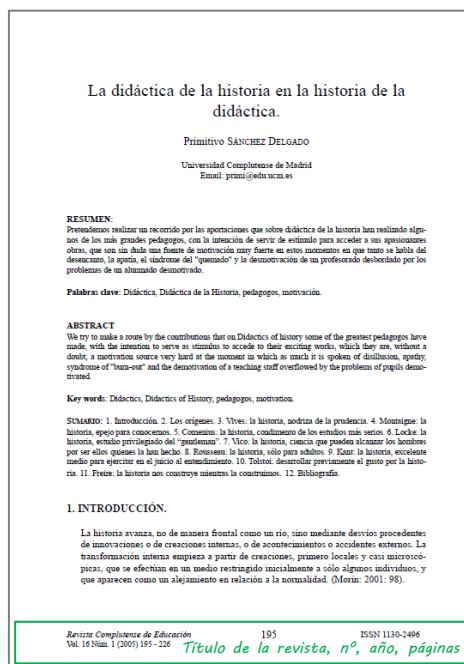 La didáctica de la historia en la historia de la
didáctica.
Primitivo SÁNCHEZ DELGADO
Universidad Complutense de Madrid
Email: primi@edu.ucm.es
RESUMEN:
Pretendemos realizar un recorrido por las aportaciones que sobre didáctica de la historia han realizado algu-
nos de los más grandes pedagogos, con la intención de servir de estímulo para acceder a sus apasionantes
obras, que son sin duda una fuente de motivación muy fuerte en estos momentos en que tanto se habla del
desencanto, la apatía, el síndrome del "quemado" y la desmotivación de un profesorado desbordado por los
problemas de un alumnado desmotivado.
Palabras clave: Didáctica, Didáctica de la Historia, pedagogos, motivación.
ABSTRACT
We try to make a route by the contributions that on Didactics of history some of the greatest pedagogues have
made, with the intention to serve as stimulus to accede to their exciting works, which they are, without a
doubt, a motivation source very hard at the moment in which as much it is spoken of disillusion, apathy,
syndrome of "burn-out" and the demotivation of a teaching staff overflowed by the problems of pupils demo-
tivated.
Key words: Didactics, Didactics of History, pedagogues, motivation.
SUMARIO: 1. Introducción. 2. Los orígenes. 3. Vives: la historia, nodriza de la prudencia. 4. Montaigne: la
historia, epejo para conocernos. 5. Comenius: la historia, condimento de los estudios más serios. 6. Locke: la
historia, estudio privilegiado del "gentleman". 7. Vico: la historia, ciencia que pueden alcanzar los hombres
por ser ellos quienes la han hecho. 8. Rousseau: la historia, sólo para adultos. 9. Kant: la historia, excelente
medio para ejercitar en el juicio al entendimiento. 10. Tolstoi: desarrollar previamente el gusto por la histo-
ria. 11. Freire: la historia nos construye mientras la construimos. 12. Bibliografía.
1. INTRODUCCIÓN.
La historia avanza, no de manera frontal como un río, sino mediante desvíos procedentes
de innovaciones o de creaciones internas, o de acontecimientos o accidentes externos. La
transformación interna empieza a partir de creaciones, primero locales y casi microscó-
picas, que se efectúan en un medio restringido inicialmente a sólo algunos individuos, y
que aparecen como un alejamiento en relación a la normalidad. (Morin: 2001: 98).
Revista Complutense de Educación 195 ISSN 1130-2496
Vol. 16 Núm. 1 (2005) 195 - 226 Título de la revista, nº, año, páginas